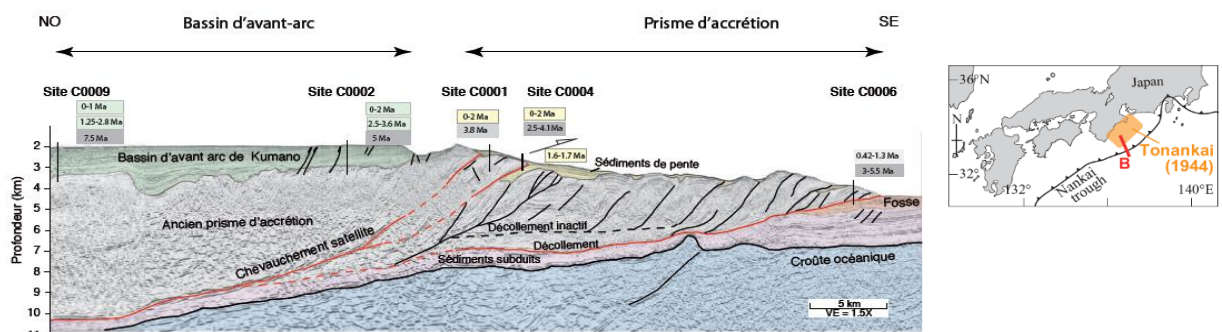 NO
Bassin d'avant-arc
Prisme d'accrétion
SE
Site C0009
Site C0002
Site C0001
Site C0004
Site C0006
0-1 Ma
1.25-2.8 Ma
7.5 Ma
0-2 Ma
2.5-3.6 Ma
5 Ma
0-2 Ma
3.8 Ma
0-2 Ma
2.5-4.1Ma
1.6-1.7 Ma
0.42-1.3 Ma
3-5.5 Ma
Profondeur (km)
2
3
4
5
6
7
8
9
10
Bassin d'avant arc de Kumano
Sédiments de pente
Ancien prisme d'accrétion
Fosse
Décollement inactif
Chevauchement satellite
Décollement
Sédiments subduits
Croûte océanique
5 km
VE = 1.5X
36°N
Japan
N
Tonankai
(1944)
B
32°
132°
Nankai
trough
140°E